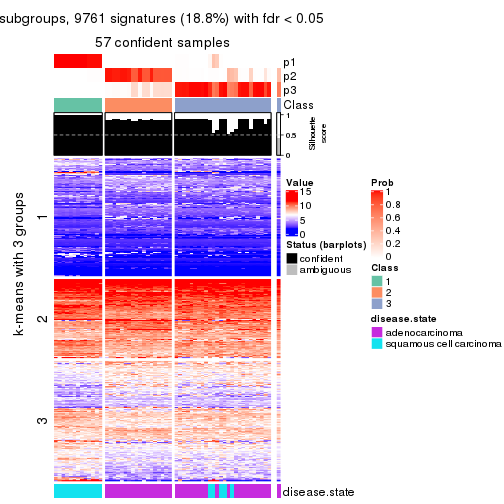 subgroups, 9761 signatures (18.8%) with fdr < 0.05
57 confident samples
p1
p2
p3
Class
1
0.5
0
Silhouette
score
k-means with 3 groups
1
2
3
Value
15
10
5
0
Status (barplots)
confident
ambiguous
Prob
1
0.8
0.6
0.4
0.2
0
Class
1
2
3
disease.state
adenocarcinoma
squamous cell carcinoma
disease.state